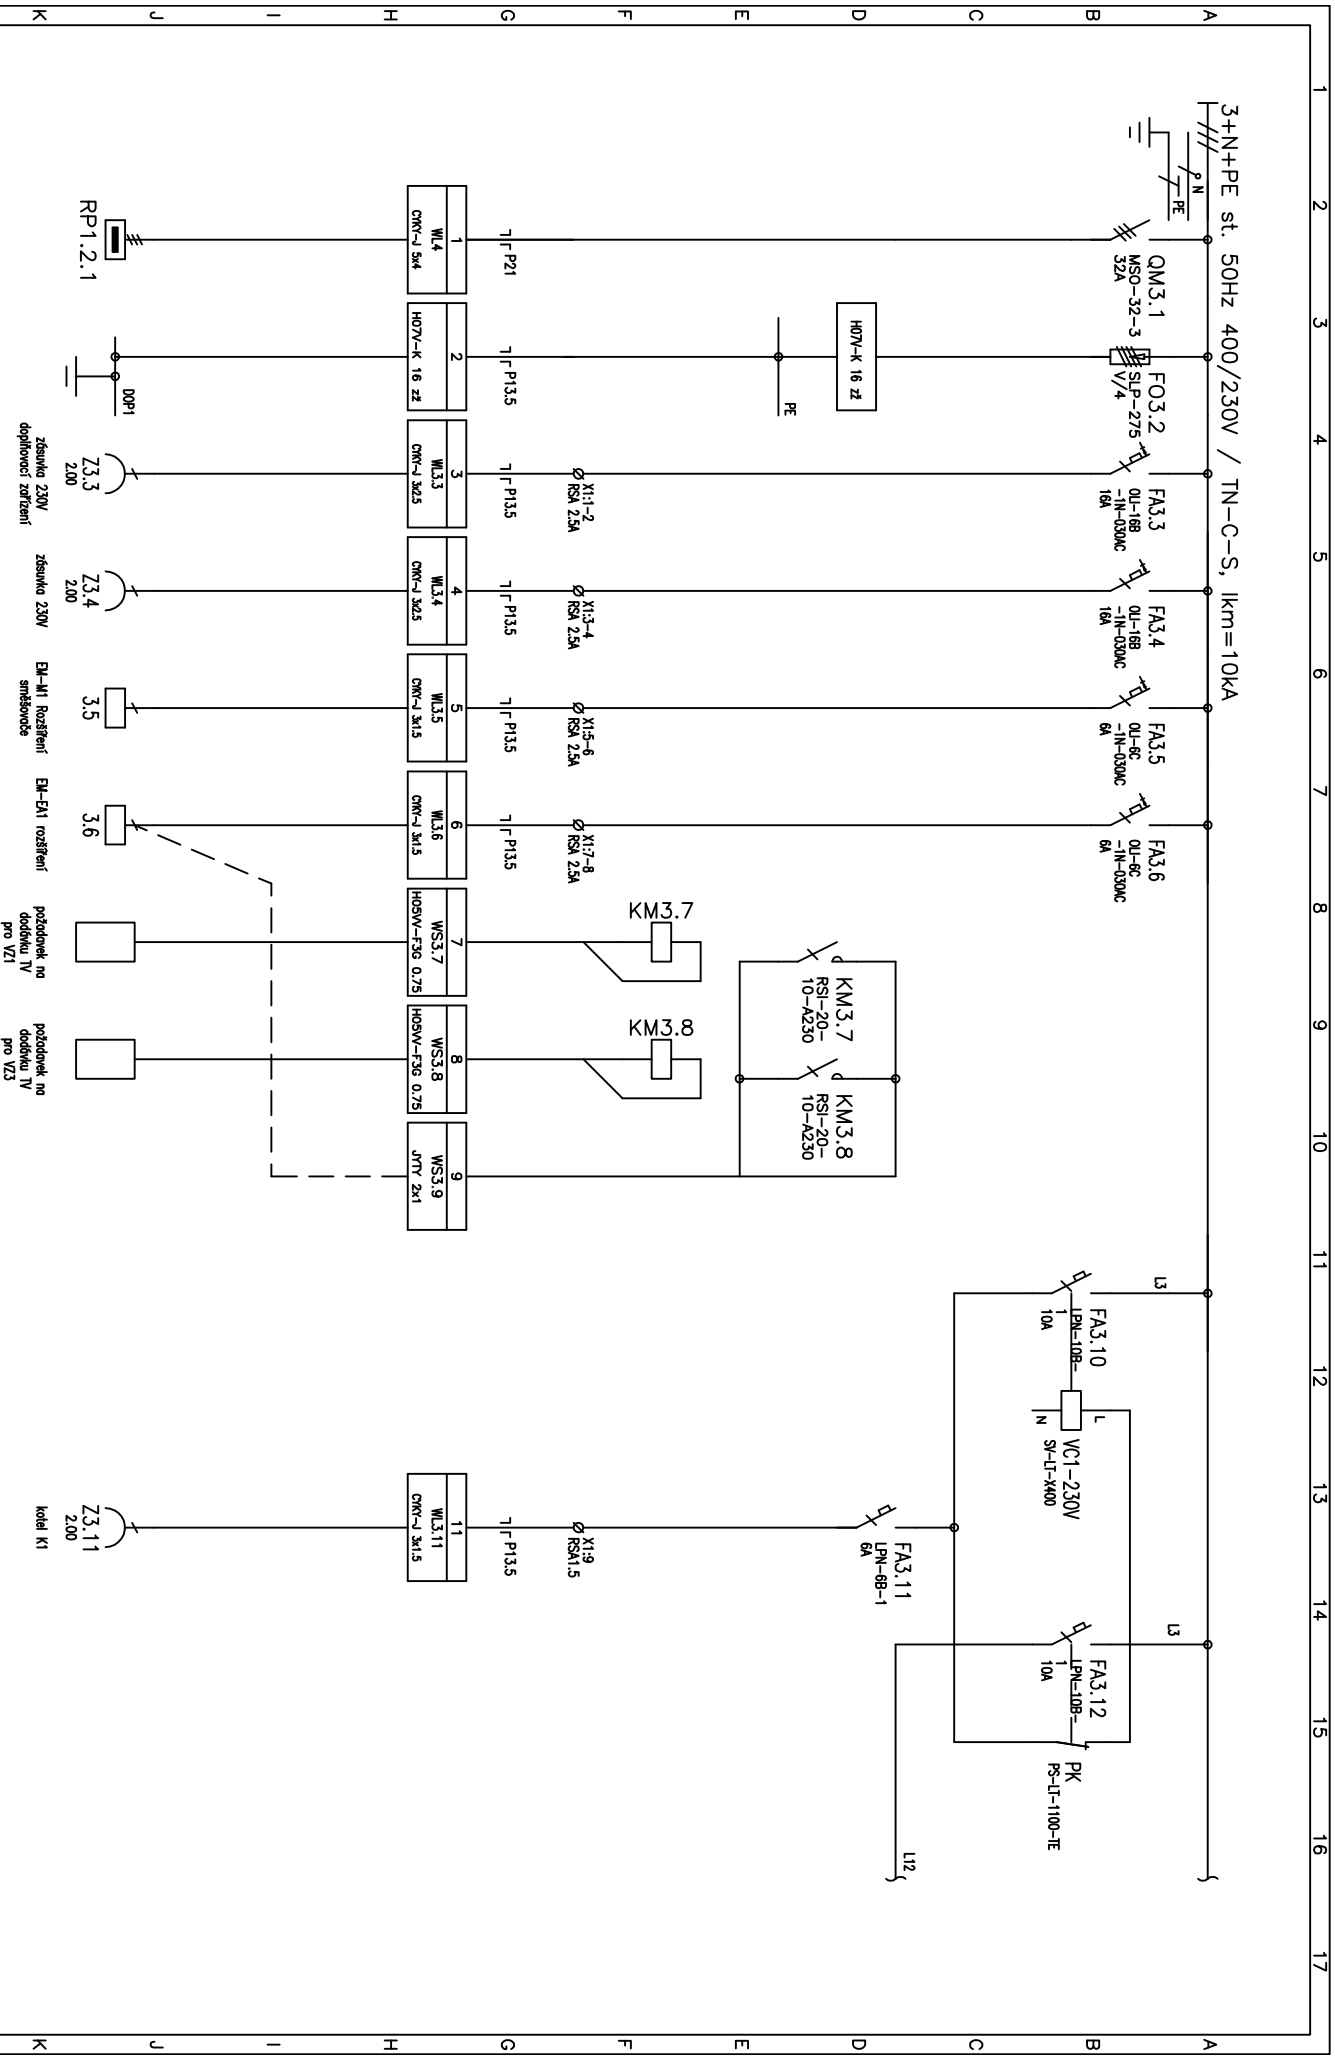 1 2 3 4 5 6 7 8 9 10 11 12 13 14 15 16 17
A
B
C
D
E
F
G
H
I
J
K
A
B
C
D
E
F
G
H
I
J
K
3+N+PE st. 50Hz 400/230V / TN-C-S, Ikm=10kA
N
PE
QM3.1
MSO-32-3
32A
FO3.2
SLP-275
V/4
FA3.3
OLI-16B
-1N-030AC
16A
FA3.4
OLI-16B
-1N-030AC
16A
FA3.5
OLI-6C
-1N-030AC
6A
FA3.6
OLI-6C
-1N-030AC
6A
L3
FA3.10
LPN-10B-
1
10A
L
N
VC1-230V
SV-LT-X400
L3
FA3.12
LPN-10B-
1
10A
PK
PS-LT-1100-TE
L12
FA3.11
LPN-6B-1
6A
H07V-K 16 zž
PE
KM3.7
RSI-20-
10-A230
KM3.8
RSI-20-
10-A230
KM3.7
KM3.8
X1:1-2
RSA 2.5A
X1:3-4
RSA 2.5A
X1:5-6
RSA 2.5A
X1:7-8
RSA 2.5A
X1:9
RSA1.5
P21
P13.5
P13.5
P13.5
P13.5
P13.5
P13.5
1
WL4
CYKY-J 5x4
2
H07V-K 16 zž
3
WL3.3
CYKY-J 3x2.5
4
WL3.4
CYKY-J 3x2.5
5
WL3.5
CYKY-J 3x1.5
6
WL3.6
CYKY-J 3x1.5
7
WS3.7
H05VV-F3G 0.75
8
WS3.8
H05VV-F3G 0.75
9
WS3.9
JYTY 2x1
11
WL3.11
CYKY-J 3x1.5
RP1.2.1
DOP1
Z3.3
2.00
zásuvka 230V
doplňovací zařízení
Z3.4
2.00
zásuvka 230V
3.5
EM-M1 Rozšíření
směšovače
3.6
EM-EA1 rozšíření
požadavek na
dodávku TV
pro VZ1
požadavek na
dodávku TV
pro VZ3
Z3.11
2.00
kotel K1